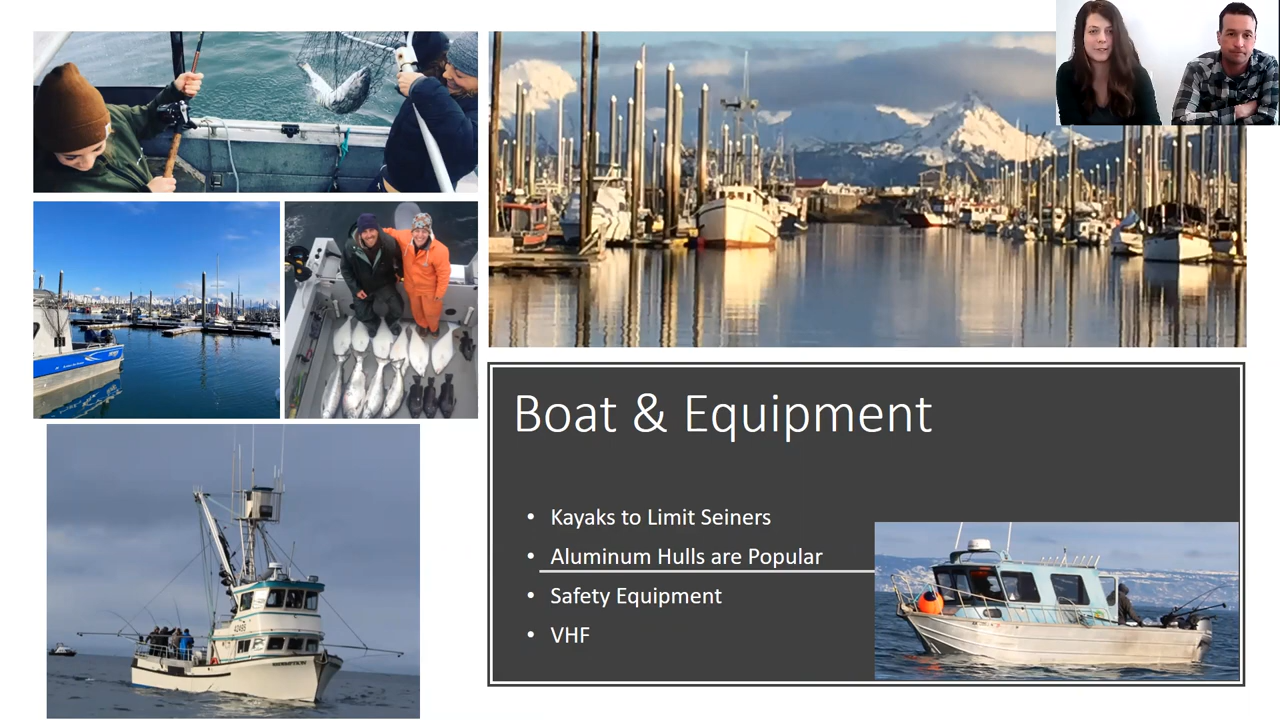 Boat & Equipment
• Kayaks to Limit Seiners
• Aluminum Hulls are Popular
• Safety Equipment
• VHF